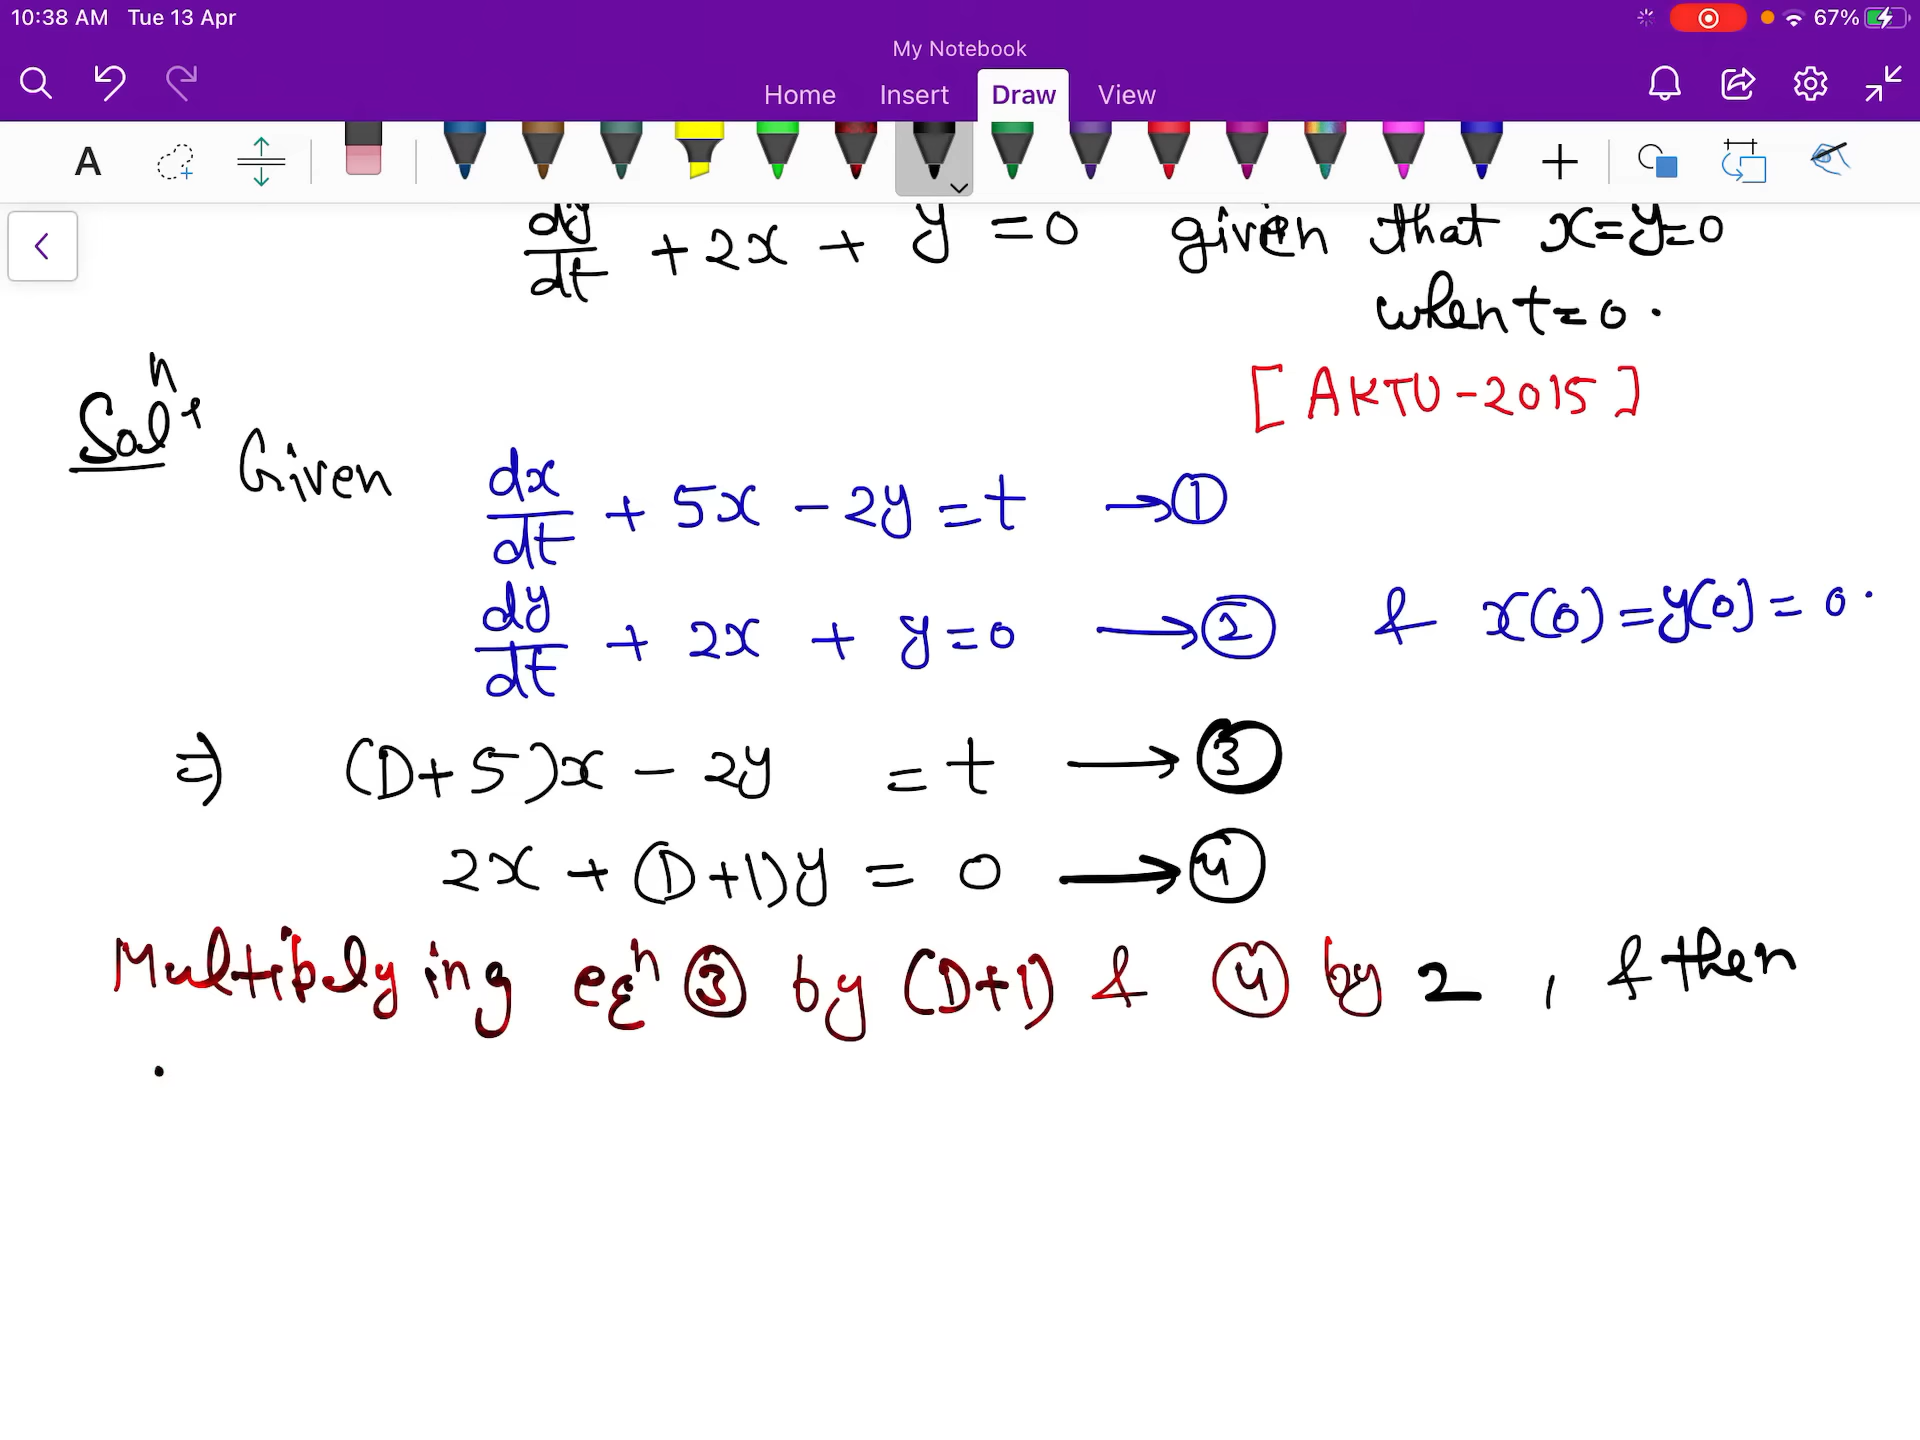 10:38 AM Tue 13 Apr
67%
My Notebook
Home Insert Draw View
A
dy/dt + 2x + y = 0 given that x=y=0
when t=0.
[AKTU-2015]
Solⁿ: Given dx/dt + 5x - 2y = t → ①
dy/dt + 2x + y = 0 → ② & x(0) = y(0) = 0.
⇒ (D+5)x - 2y = t → ③
2x + (D+1)y = 0 → ④
Multiplying eqⁿ ③ by (D+1) & ④ by 2, & then